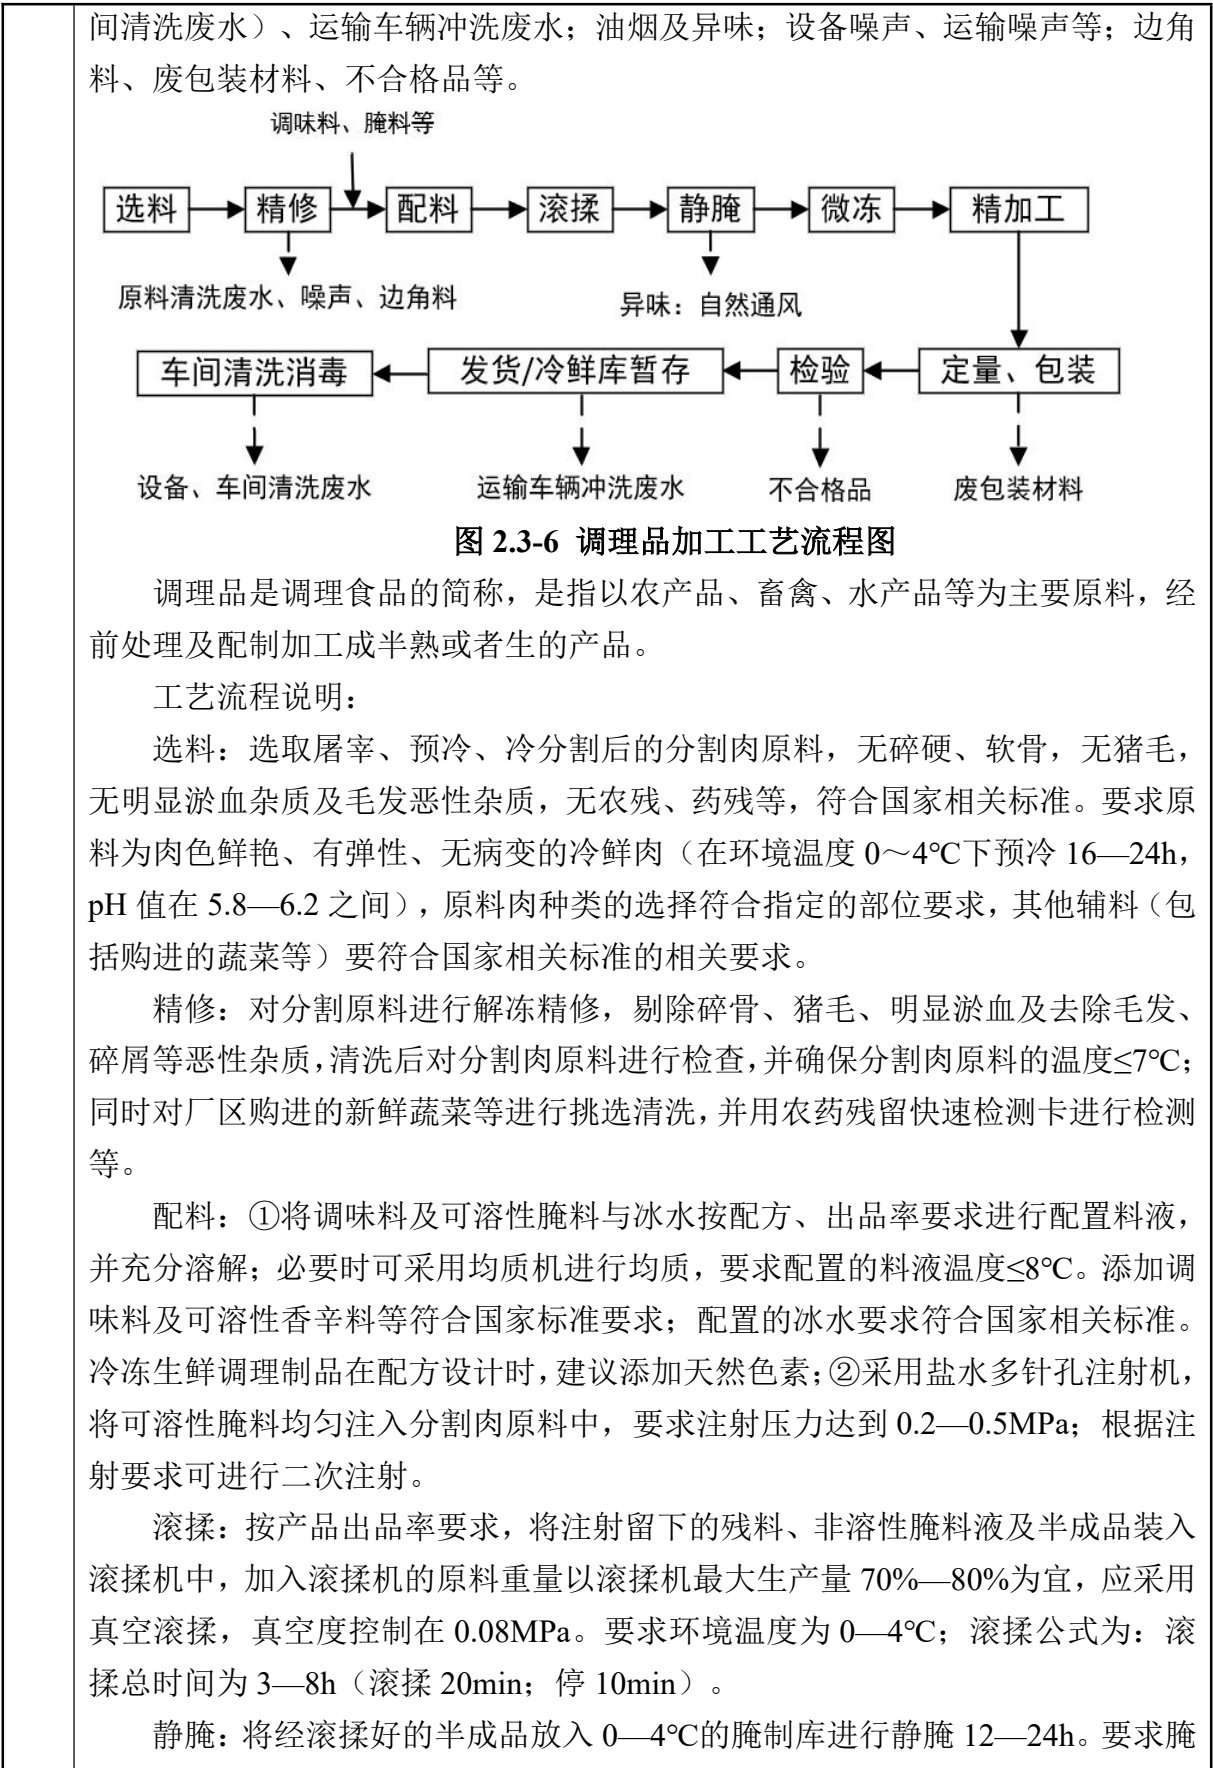 间清洗废水）、运输车辆冲洗废水；油烟及异味；设备噪声、运输噪声等；边角
料、废包装材料、不合格品等。
调味料、腌料等
选料 精修 配料 滚揉 静腌 微冻 精加工
原料清洗废水、噪声、边角料 异味：自然通风
车间清洗消毒 发货/冷鲜库暂存 检验 定量、包装
设备、车间清洗废水 运输车辆冲洗废水 不合格品 废包装材料
图 2.3-6 调理品加工工艺流程图
调理品是调理食品的简称，是指以农产品、畜禽、水产品等为主要原料，经
前处理及配制加工成半熟或者生的产品。
工艺流程说明：
选料：选取屠宰、预冷、冷分割后的分割肉原料，无碎硬、软骨，无猪毛，
无明显淤血杂质及毛发恶性杂质，无农残、药残等，符合国家相关标准。要求原
料为肉色鲜艳、有弹性、无病变的冷鲜肉（在环境温度 0～4℃下预冷 16—24h，
pH 值在 5.8—6.2 之间），原料肉种类的选择符合指定的部位要求，其他辅料（包
括购进的蔬菜等）要符合国家相关标准的相关要求。
精修：对分割原料进行解冻精修，剔除碎骨、猪毛、明显淤血及去除毛发、
碎屑等恶性杂质，清洗后对分割肉原料进行检查，并确保分割肉原料的温度≤7℃；
同时对厂区购进的新鲜蔬菜等进行挑选清洗，并用农药残留快速检测卡进行检测
等。
配料：①将调味料及可溶性腌料与冰水按配方、出品率要求进行配置料液，
并充分溶解；必要时可采用均质机进行均质，要求配置的料液温度≤8℃。添加调
味料及可溶性香辛料等符合国家标准要求；配置的冰水要求符合国家相关标准。
冷冻生鲜调理制品在配方设计时，建议添加天然色素；②采用盐水多针孔注射机，
将可溶性腌料均匀注入分割肉原料中，要求注射压力达到 0.2—0.5MPa；根据注
射要求可进行二次注射。
滚揉：按产品出品率要求，将注射留下的残料、非溶性腌料液及半成品装入
滚揉机中，加入滚揉机的原料重量以滚揉机最大生产量 70%—80%为宜，应采用
真空滚揉，真空度控制在 0.08MPa。要求环境温度为 0—4℃；滚揉公式为：滚
揉总时间为 3—8h（滚揉 20min；停 10min）。
静腌：将经滚揉好的半成品放入 0—4℃的腌制库进行静腌 12—24h。要求腌